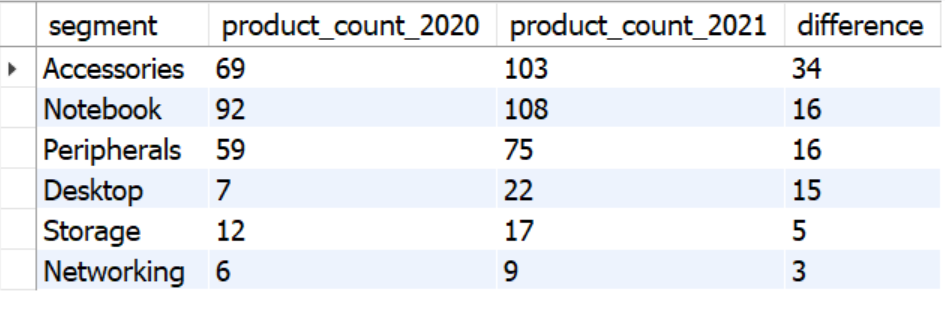 segment product_count_2020 product_count_2021 difference
Accessories 69 103 34
Notebook 92 108 16
Peripherals 59 75 16
Desktop 7 22 15
Storage 12 17 5
Networking 6 9 3